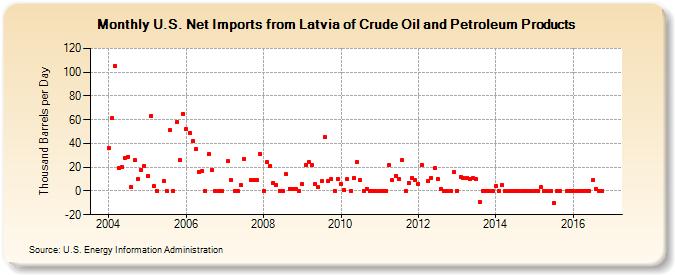 Monthly U.S. Net Imports from Latvia of Crude Oil and Petroleum Products
Thousand Barrels per Day
120
100
80
60
40
20
0
-20
2004 2006 2008 2010 2012 2014 2016
Source: U.S. Energy Information Administration